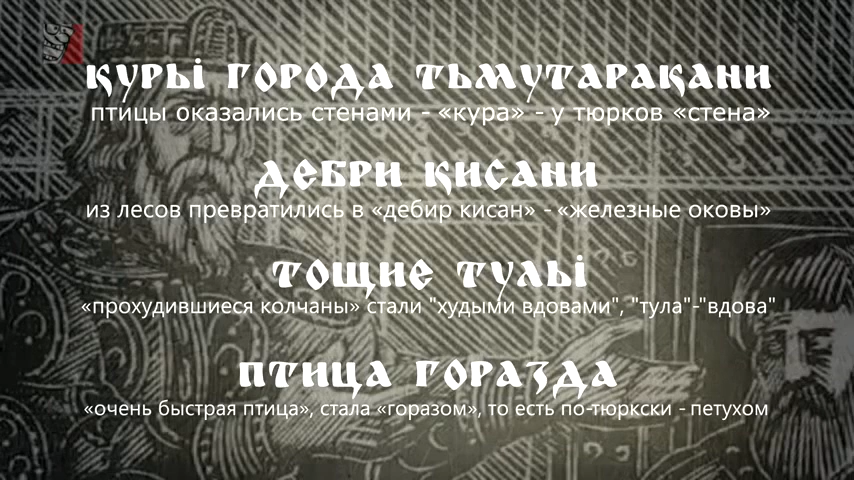 КУРЫ ГОРОДА ТЬМУТАРАКАНИ
птицы оказались стенами - «кура» - у тюрков «стена»
ДЕБРИ КИСАНИ
из лесов превратились в «дебир кисан» - «железные оковы»
ТОЩИЕ ТУЛЫ
«прохудившиеся колчаны» стали "худыми вдовами", "тула"-"вдова"
ПТИЦА ГОРАЗДА
«очень быстрая птица», стала «горазом», то есть по-тюркски - петухом